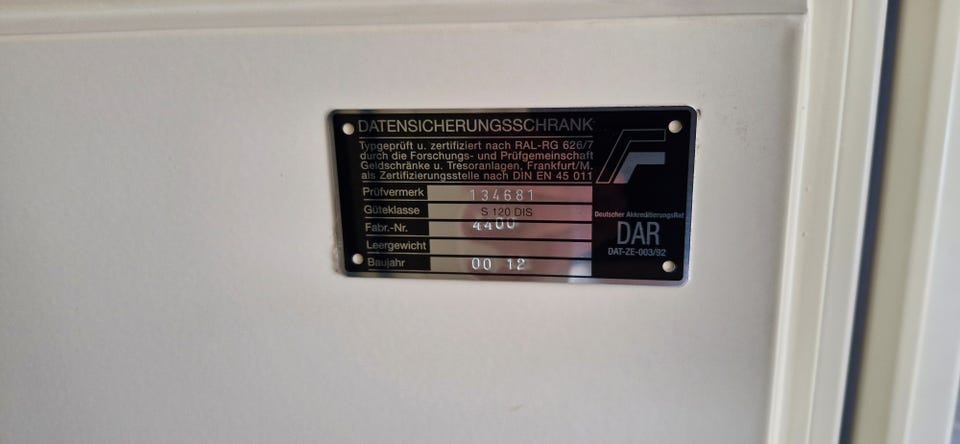 DATENSICHERUNGSSCHRANK
Typgeprüft u. zertifiziert nach RAL-RG 626/7
durch die Forschungs- und Prüfgemeinschaft
Geldschränke u. Tresoranlagen, Frankfurt/M.
als Zertifizierungsstelle nach DIN EN 45 011
Prüfvermerk 134681
Güteklasse S 120 DIS
Fabr.-Nr. 4400
Leergewicht
Baujahr 00 12
Deutscher AkkreditierungsRat
DAR
DAT-ZE-003/92